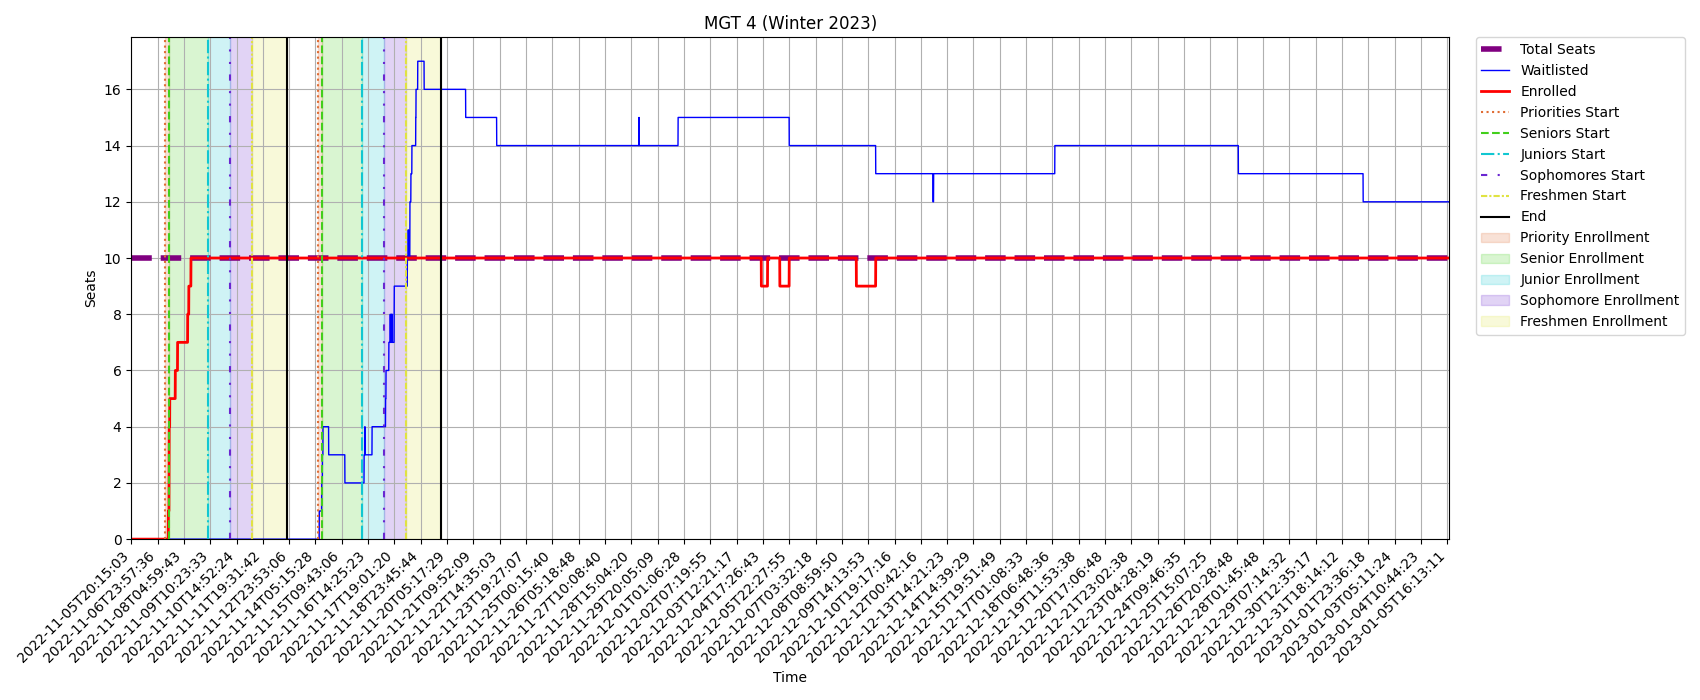 MGT 4 (Winter 2023)
Total Seats
Waitlisted
Enrolled
Priorities Start
Seniors Start
Juniors Start
Sophomores Start
Freshmen Start
End
Priority Enrollment
Senior Enrollment
Junior Enrollment
Sophomore Enrollment
Freshmen Enrollment
Seats
16
14
12
10
8
6
4
2
0
2022-11-05T20:15:03
2022-11-06T23:57:36
2022-11-08T04:59:43
2022-11-09T10:23:35
2022-11-10T14:52:24
2022-11-11T19:31:42
2022-11-12T23:53:06
2022-11-14T05:15:28
2022-11-15T09:43:06
2022-11-16T14:25:23
2022-11-17T19:01:20
2022-11-18T23:45:44
2022-11-20T05:17:29
2022-11-21T09:52:09
2022-11-22T14:35:03
2022-11-23T19:27:07
2022-11-25T00:15:40
2022-11-26T05:18:48
2022-11-27T10:08:40
2022-11-28T15:04:20
2022-11-29T20:05:09
2022-12-01T01:06:28
2022-12-02T07:19:55
2022-12-03T12:21:17
2022-12-04T17:26:43
2022-12-05T22:27:55
2022-12-07T03:32:18
2022-12-08T08:59:50
2022-12-09T14:13:53
2022-12-10T19:17:16
2022-12-12T00:42:16
2022-12-13T14:21:23
2022-12-14T14:39:29
2022-12-15T19:51:49
2022-12-17T01:08:33
2022-12-18T06:48:36
2022-12-19T11:53:38
2022-12-20T17:06:48
2022-12-21T23:02:38
2022-12-23T04:28:19
2022-12-24T09:46:35
2022-12-25T15:07:25
2022-12-26T20:28:48
2022-12-28T01:45:48
2022-12-29T07:14:32
2022-12-30T12:35:17
2022-12-31T18:14:12
2023-01-01T23:36:18
2023-01-03T05:11:24
2023-01-04T10:44:23
2023-01-05T16:13:11
Time